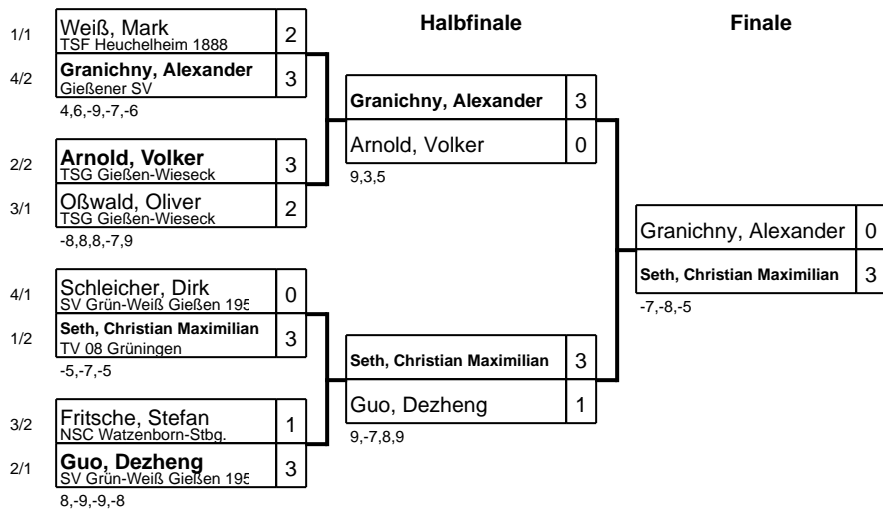 Halbfinale
Finale
1/1
Weiß, Mark
TSF Heuchelheim 1888
2
4/2
Granichny, Alexander
Gießener SV
3
4,6,-9,-7,-6
2/2
Arnold, Volker
TSG Gießen-Wieseck
3
3/1
Oßwald, Oliver
TSG Gießen-Wieseck
2
-8,8,8,-7,9
4/1
Schleicher, Dirk
SV Grün-Weiß Gießen 195
0
1/2
Seth, Christian Maximilian
TV 08 Grüningen
3
-5,-7,-5
3/2
Fritsche, Stefan
NSC Watzenborn-Stbg.
1
2/1
Guo, Dezheng
SV Grün-Weiß Gießen 195
3
8,-9,-9,-8
Granichny, Alexander
3
Arnold, Volker
0
9,3,5
Seth, Christian Maximilian
3
Guo, Dezheng
1
9,-7,8,9
Granichny, Alexander
0
Seth, Christian Maximilian
3
-7,-8,-5